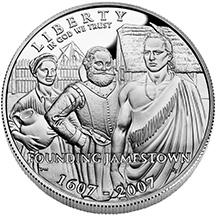 LIBERTY
IN GOD WE TRUST
FOUNDING JAMESTOWN
1607-2007